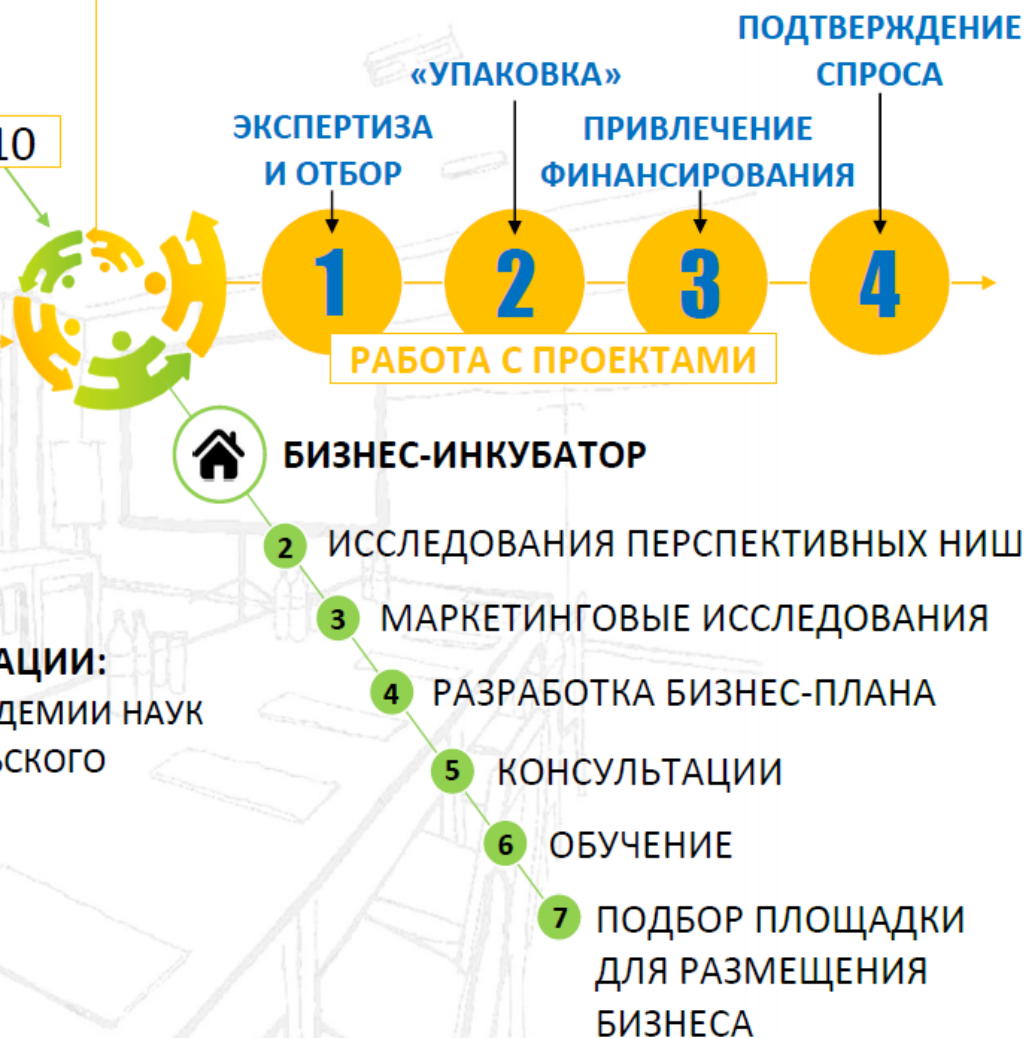 ПОДТВЕРЖДЕНИЕ
СПРОСА
«УПАКОВКА»
ЭКСПЕРТИЗА
И ОТБОР
ПРИВЛЕЧЕНИЕ
ФИНАНСИРОВАНИЯ
10
1 2 3 4
РАБОТА С ПРОЕКТАМИ
БИЗНЕС-ИНКУБАТОР
2 ИССЛЕДОВАНИЯ ПЕРСПЕКТИВНЫХ НИШ
3 МАРКЕТИНГОВЫЕ ИССЛЕДОВАНИЯ
АЦИИ:
4 РАЗРАБОТКА БИЗНЕС-ПЛАНА
ДЕМИИ НАУК
ЬСКОГО
5 КОНСУЛЬТАЦИИ
6 ОБУЧЕНИЕ
7 ПОДБОР ПЛОЩАДКИ
ДЛЯ РАЗМЕЩЕНИЯ
БИЗНЕСА